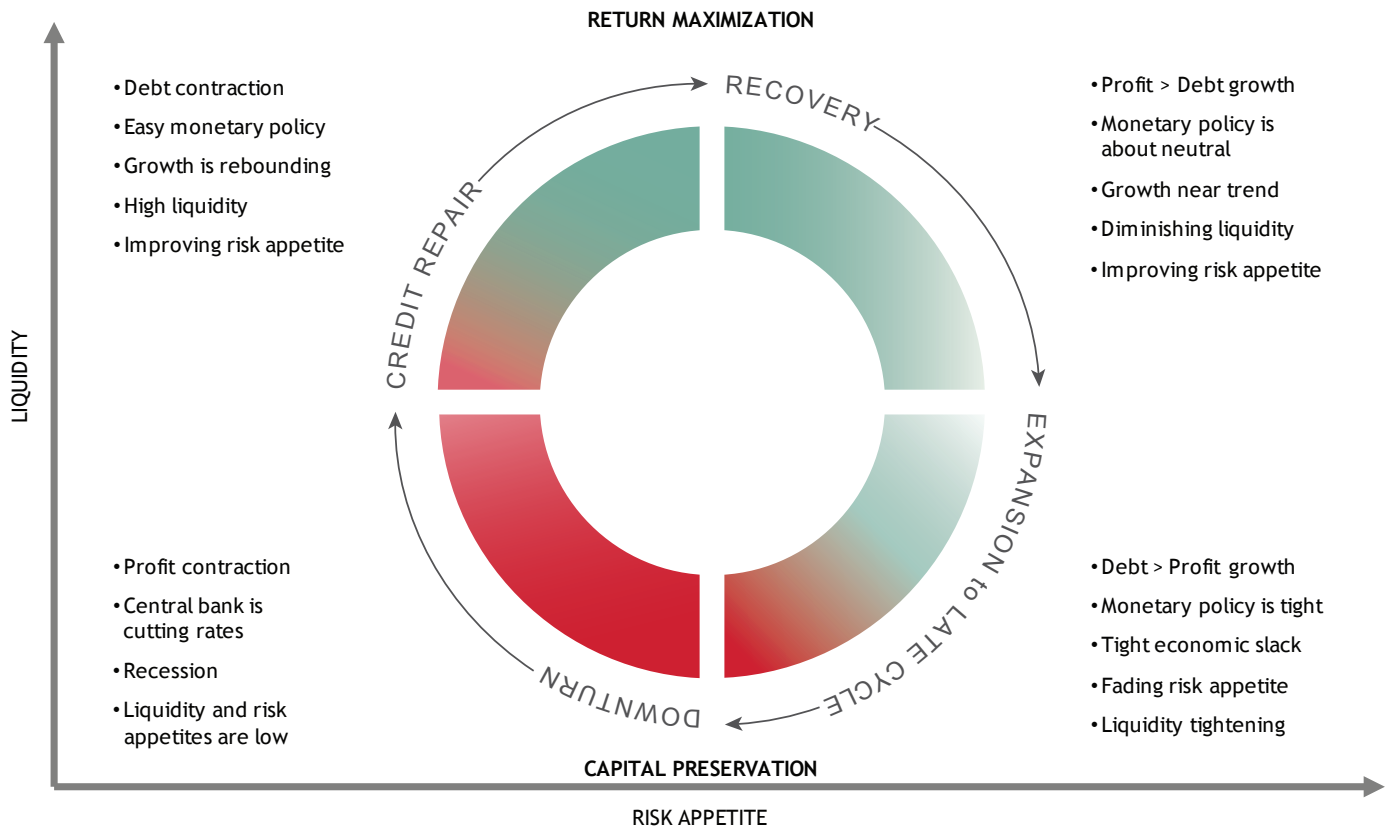 RETURN MAXIMIZATION
• Debt contraction
• Easy monetary policy
• Growth is rebounding
• High liquidity
• Improving risk appetite
RECOVERY
• Profit > Debt growth
• Monetary policy is
about neutral
• Growth near trend
• Diminishing liquidity
• Improving risk appetite
CREDIT REPAIR
LIQUIDITY
EXPANSION to LATE CYCLE
DOWNTURN
• Profit contraction
• Central bank is
cutting rates
• Recession
• Liquidity and risk
appetites are low
• Debt > Profit growth
• Monetary policy is tight
• Tight economic slack
• Fading risk appetite
• Liquidity tightening
CAPITAL PRESERVATION
RISK APPETITE